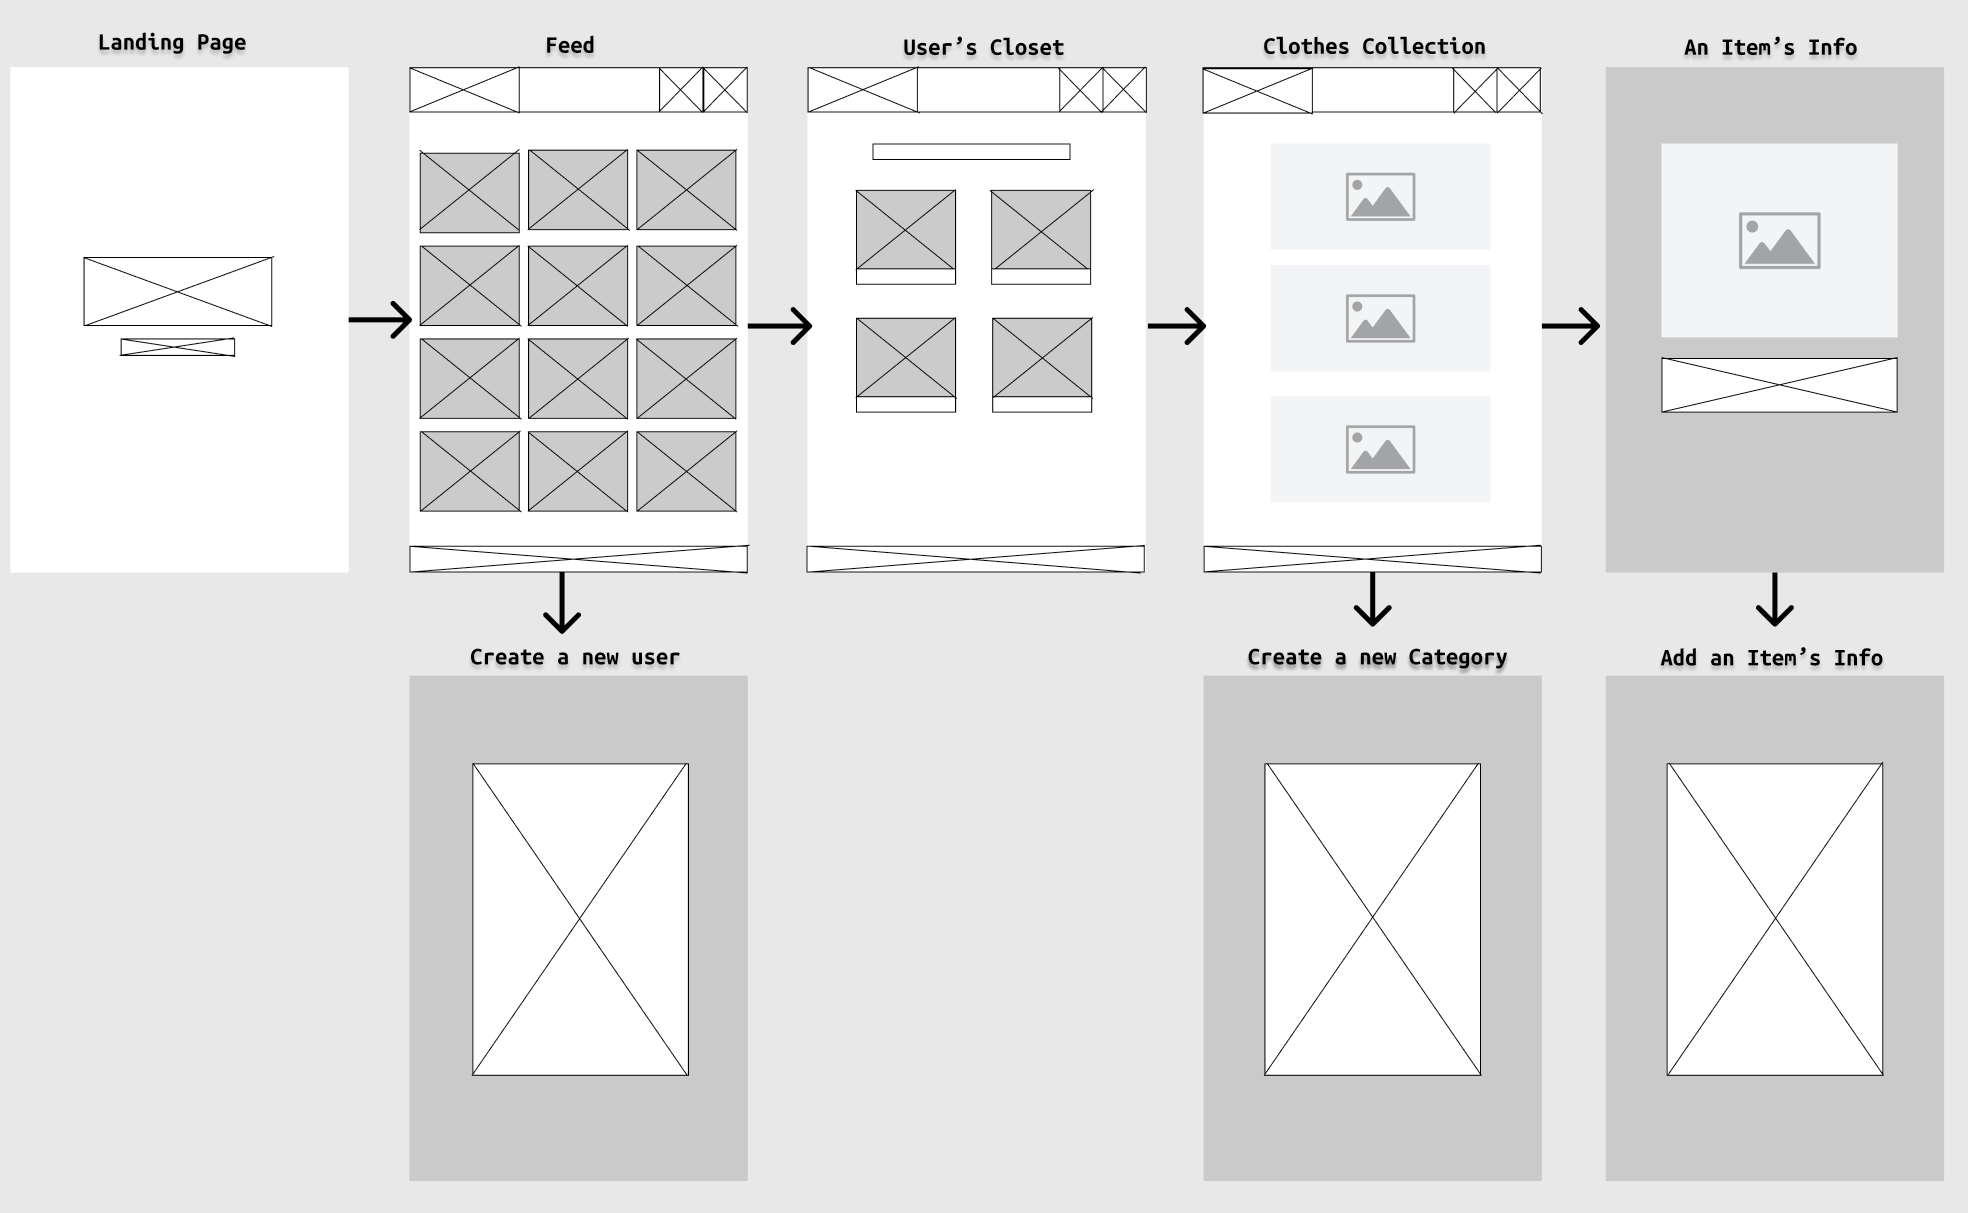 Landing Page
Feed
User’s Closet
Clothes Collection
An Item’s Info
Create a new user
Create a new Category
Add an Item’s Info